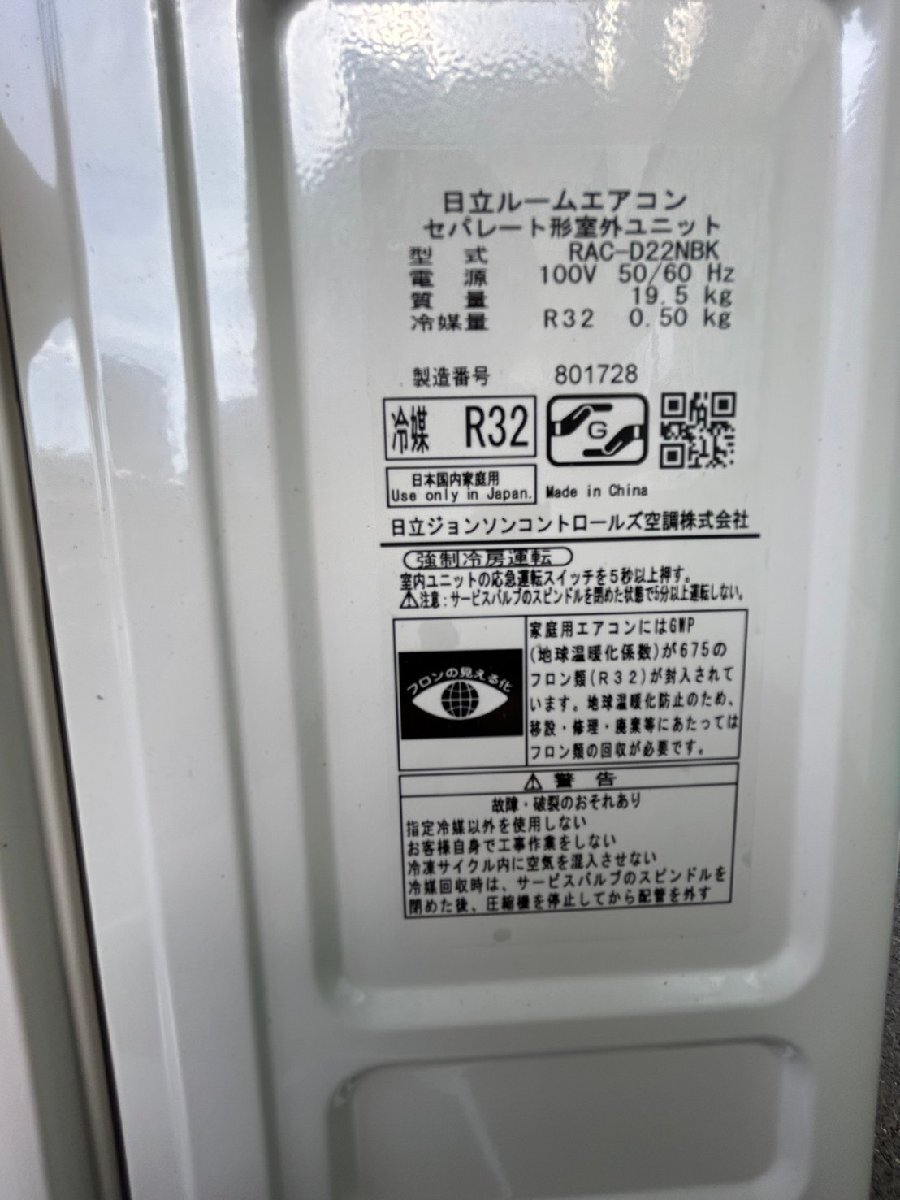 日立ルームエアコン
セパレート形室外ユニット
型式 RAC-D22NBK
電源 100V 50/60 Hz
質量 19.5 kg
冷媒量 R32 0.50 kg
製造番号 801728
冷媒 R32
G
日本国内家庭用
Use only in Japan.
Made in China
日立ジョンソンコントロールズ空調株式会社
強制冷房運転
室内ユニットの応急運転スイッチを5秒以上押す。
注意:サービスバルブのスピンドルを閉めた状態で5分以上運転しない。
フロンの見える化
家庭用エアコンにはGWP
(地球温暖化係数)が675の
フロン類(R32)が封入されて
います。地球温暖化防止のため、
移設・修理・廃棄等にあたっては
フロン類の回収が必要です。
警告
故障・破裂のおそれあり
指定冷媒以外を使用しない
お客様自身で工事作業をしない
冷凍サイクル内に空気を混入させない
冷媒回収時は、サービスバルブのスピンドルを
閉めた後、圧縮機を停止してから配管を外す